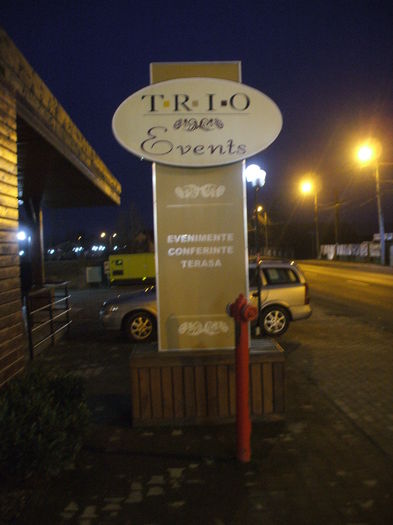 T·R·I·O
Events
EVENIMENTE
CONFERINTE
TERASA